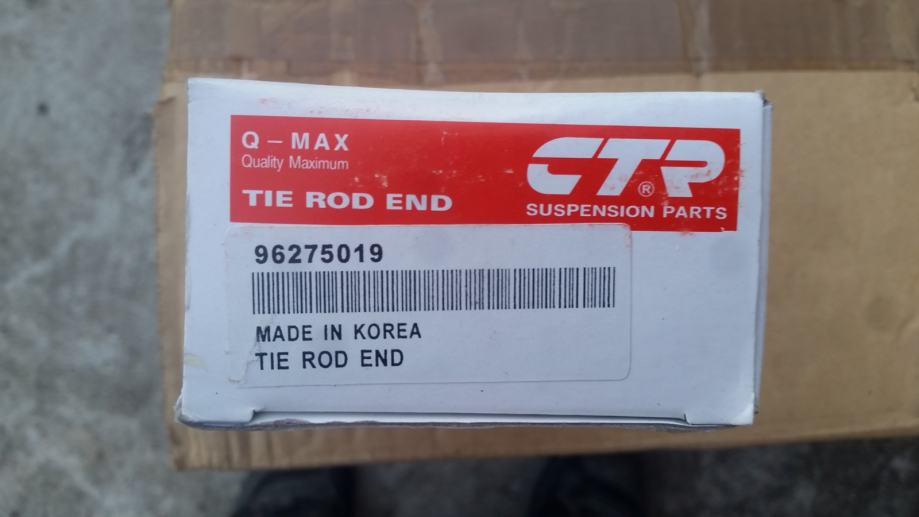 Q – MAX
Quality Maximum
TIE ROD END
CTR®
SUSPENSION PARTS
96275019
MADE IN KOREA
TIE ROD END